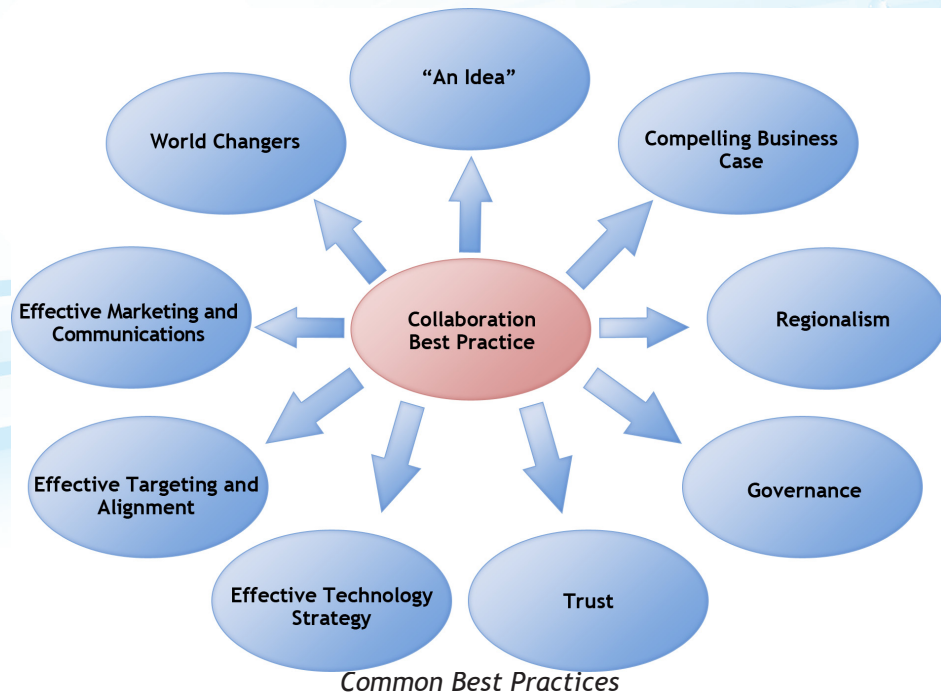 “An Idea”
Compelling Business
Case
Regionalism
Governance
Trust
Effective Technology
Strategy
Effective Targeting and
Alignment
Effective Marketing and
Communications
World Changers
Collaboration
Best Practice
Common Best Practices